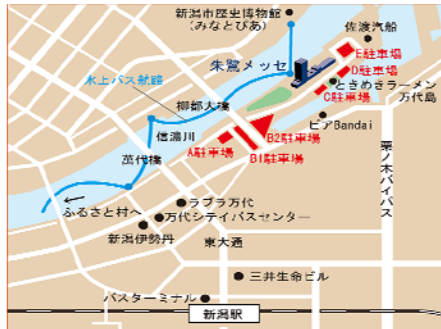 新潟市歴史博物館
(みなとぴあ)
佐渡汽船
朱鷺メッセ
E駐車場
D駐車場
ときめきラーメン
万代島
C駐車場
水上バス航路
柳都大橋
信濃川
ピアBandai
B2駐車場
A駐車場
B1駐車場
萬代橋
栗ノ木バイパス
ふるさと村へ
ラブラ万代
万代シテイバスセンター
新潟伊勢丹
東大通
三井生命ビル
バスターミナル
新潟駅